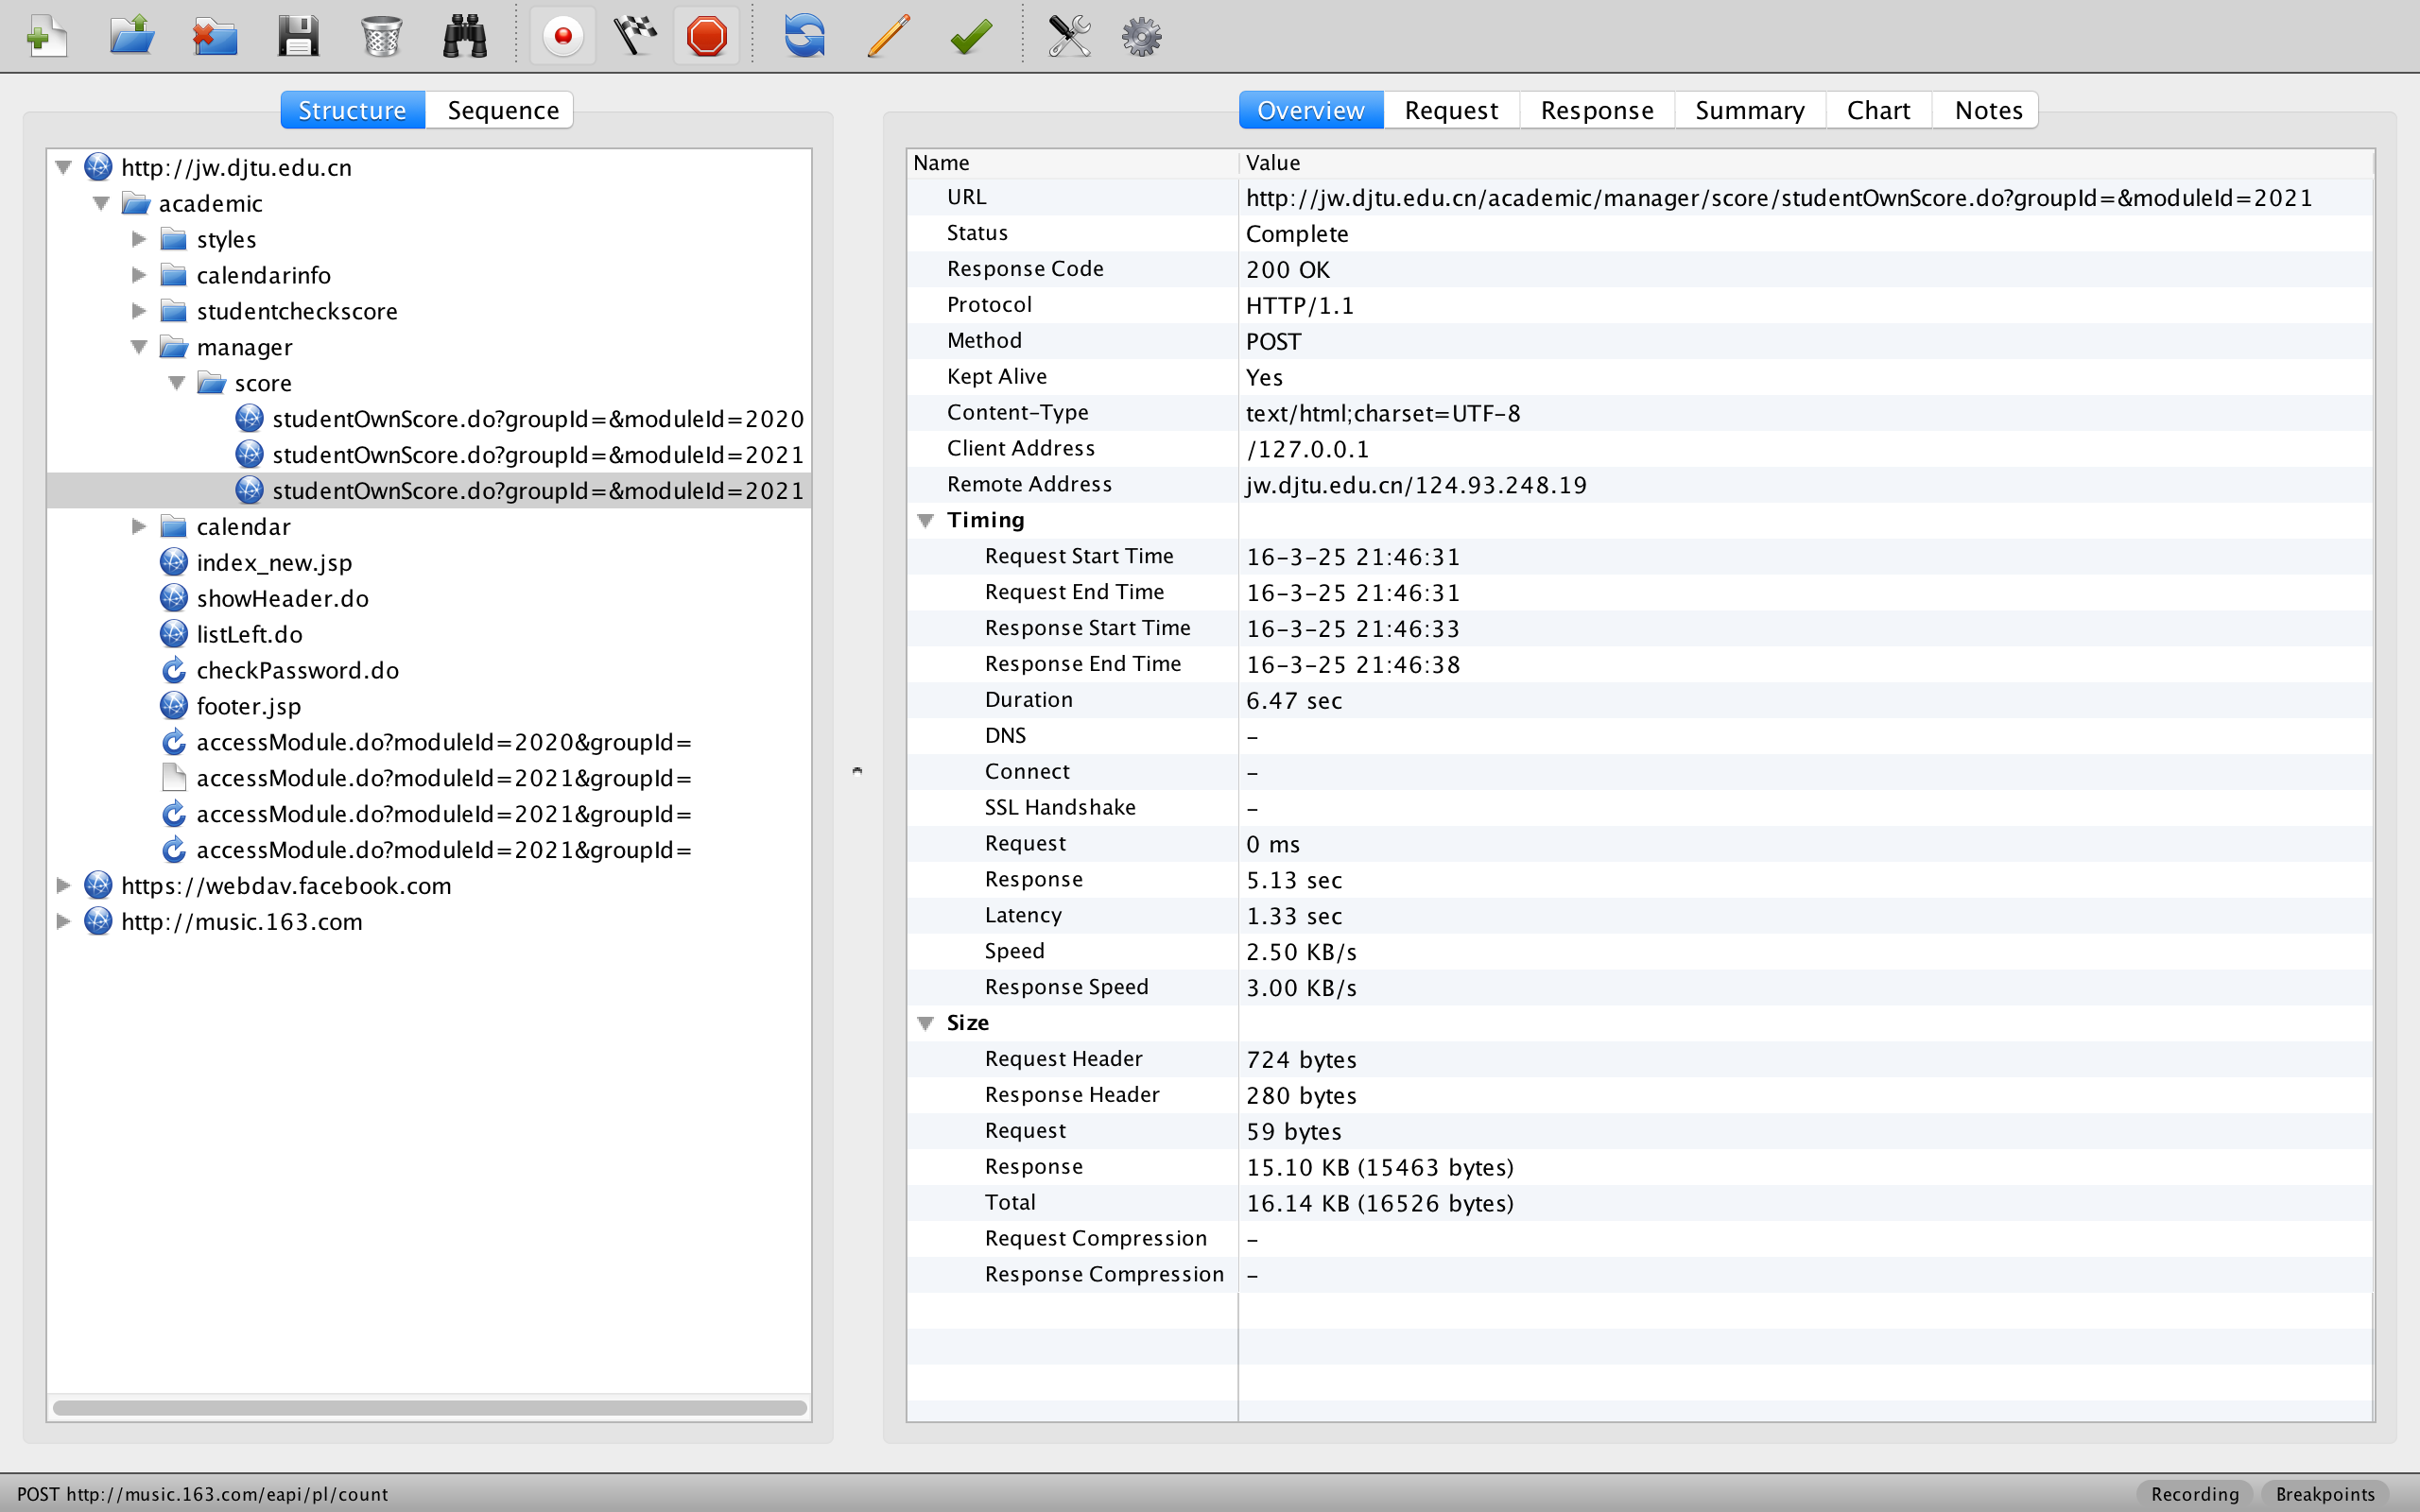 Structure Sequence
http://jw.djtu.edu.cn
academic
styles
calendarinfo
studentcheckscore
manager
score
studentOwnScore.do?groupId=&moduleId=2020
studentOwnScore.do?groupId=&moduleId=2021
studentOwnScore.do?groupId=&moduleId=2021
calendar
index_new.jsp
showHeader.do
listLeft.do
checkPassword.do
footer.jsp
accessModule.do?moduleId=2020&groupId=
accessModule.do?moduleId=2021&groupId=
accessModule.do?moduleId=2021&groupId=
accessModule.do?moduleId=2021&groupId=
https://webdav.facebook.com
http://music.163.com
Overview Request Response Summary Chart Notes
Name Value
URL http://jw.djtu.edu.cn/academic/manager/score/studentOwnScore.do?groupId=&moduleId=2021
Status Complete
Response Code 200 OK
Protocol HTTP/1.1
Method POST
Kept Alive Yes
Content-Type text/html;charset=UTF-8
Client Address /127.0.0.1
Remote Address jw.djtu.edu.cn/124.93.248.19
Timing
Request Start Time 16-3-25 21:46:31
Request End Time 16-3-25 21:46:31
Response Start Time 16-3-25 21:46:33
Response End Time 16-3-25 21:46:38
Duration 6.47 sec
DNS -
Connect -
SSL Handshake -
Request 0 ms
Response 5.13 sec
Latency 1.33 sec
Speed 2.50 KB/s
Response Speed 3.00 KB/s
Size
Request Header 724 bytes
Response Header 280 bytes
Request 59 bytes
Response 15.10 KB (15463 bytes)
Total 16.14 KB (16526 bytes)
Request Compression -
Response Compression -
POST http://music.163.com/eapi/pl/count Recording Breakpoints